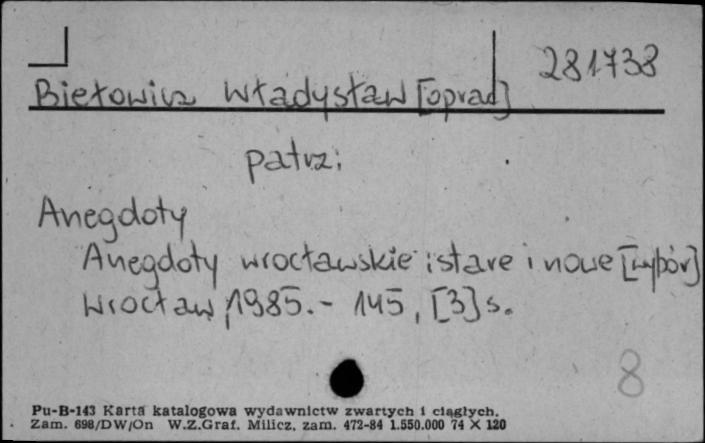 281738
Biełowicz Władysław [oprac]
patrz:
Anegdoty
Anegdoty wrocławskie: stare i nowe [wybór]
Wrocław, 1985.- 145, [3] s.
8
Pu-B-143 Karta katalogowa wydawnictw zwartych i ciągłych.
Zam. 698/DW/On W.Z.Graf. Milicz, zam. 472-84 1.550.000 74 X 120